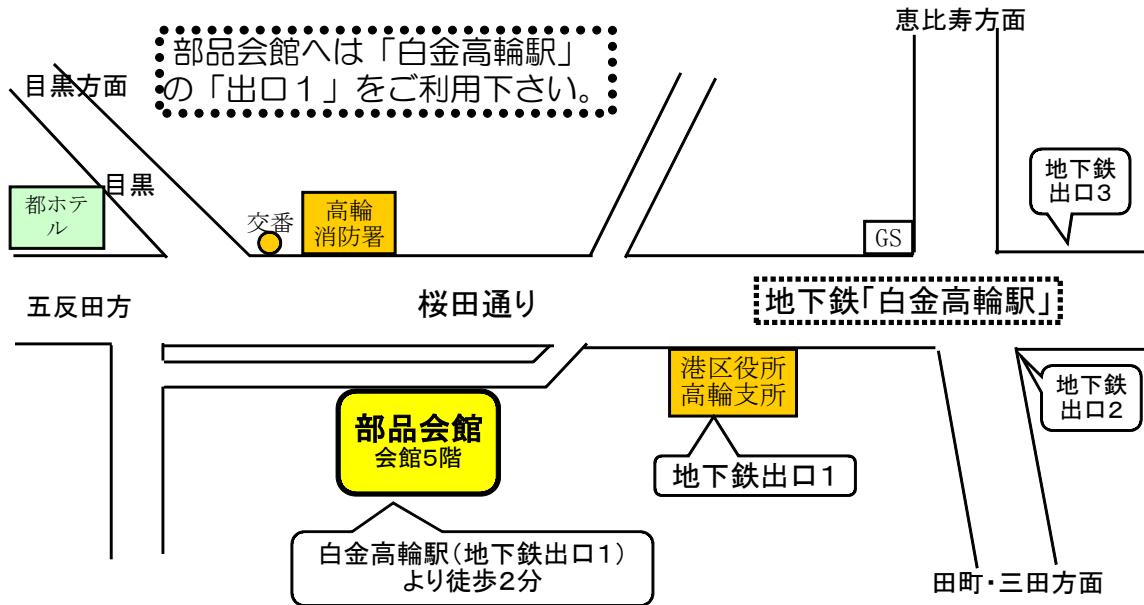 恵比寿方面
部品会館へは「白金高輪駅」
の「出口１」をご利用下さい。
目黒方面
目黒
都ホテ
ル
交番
高輪
消防署
GS
地下鉄
出口3
五反田方
桜田通り
地下鉄「白金高輪駅」
港区役所
高輪支所
地下鉄
出口2
部品会館
会館5階
地下鉄出口1
白金高輪駅(地下鉄出口1)
より徒歩2分
田町・三田方面